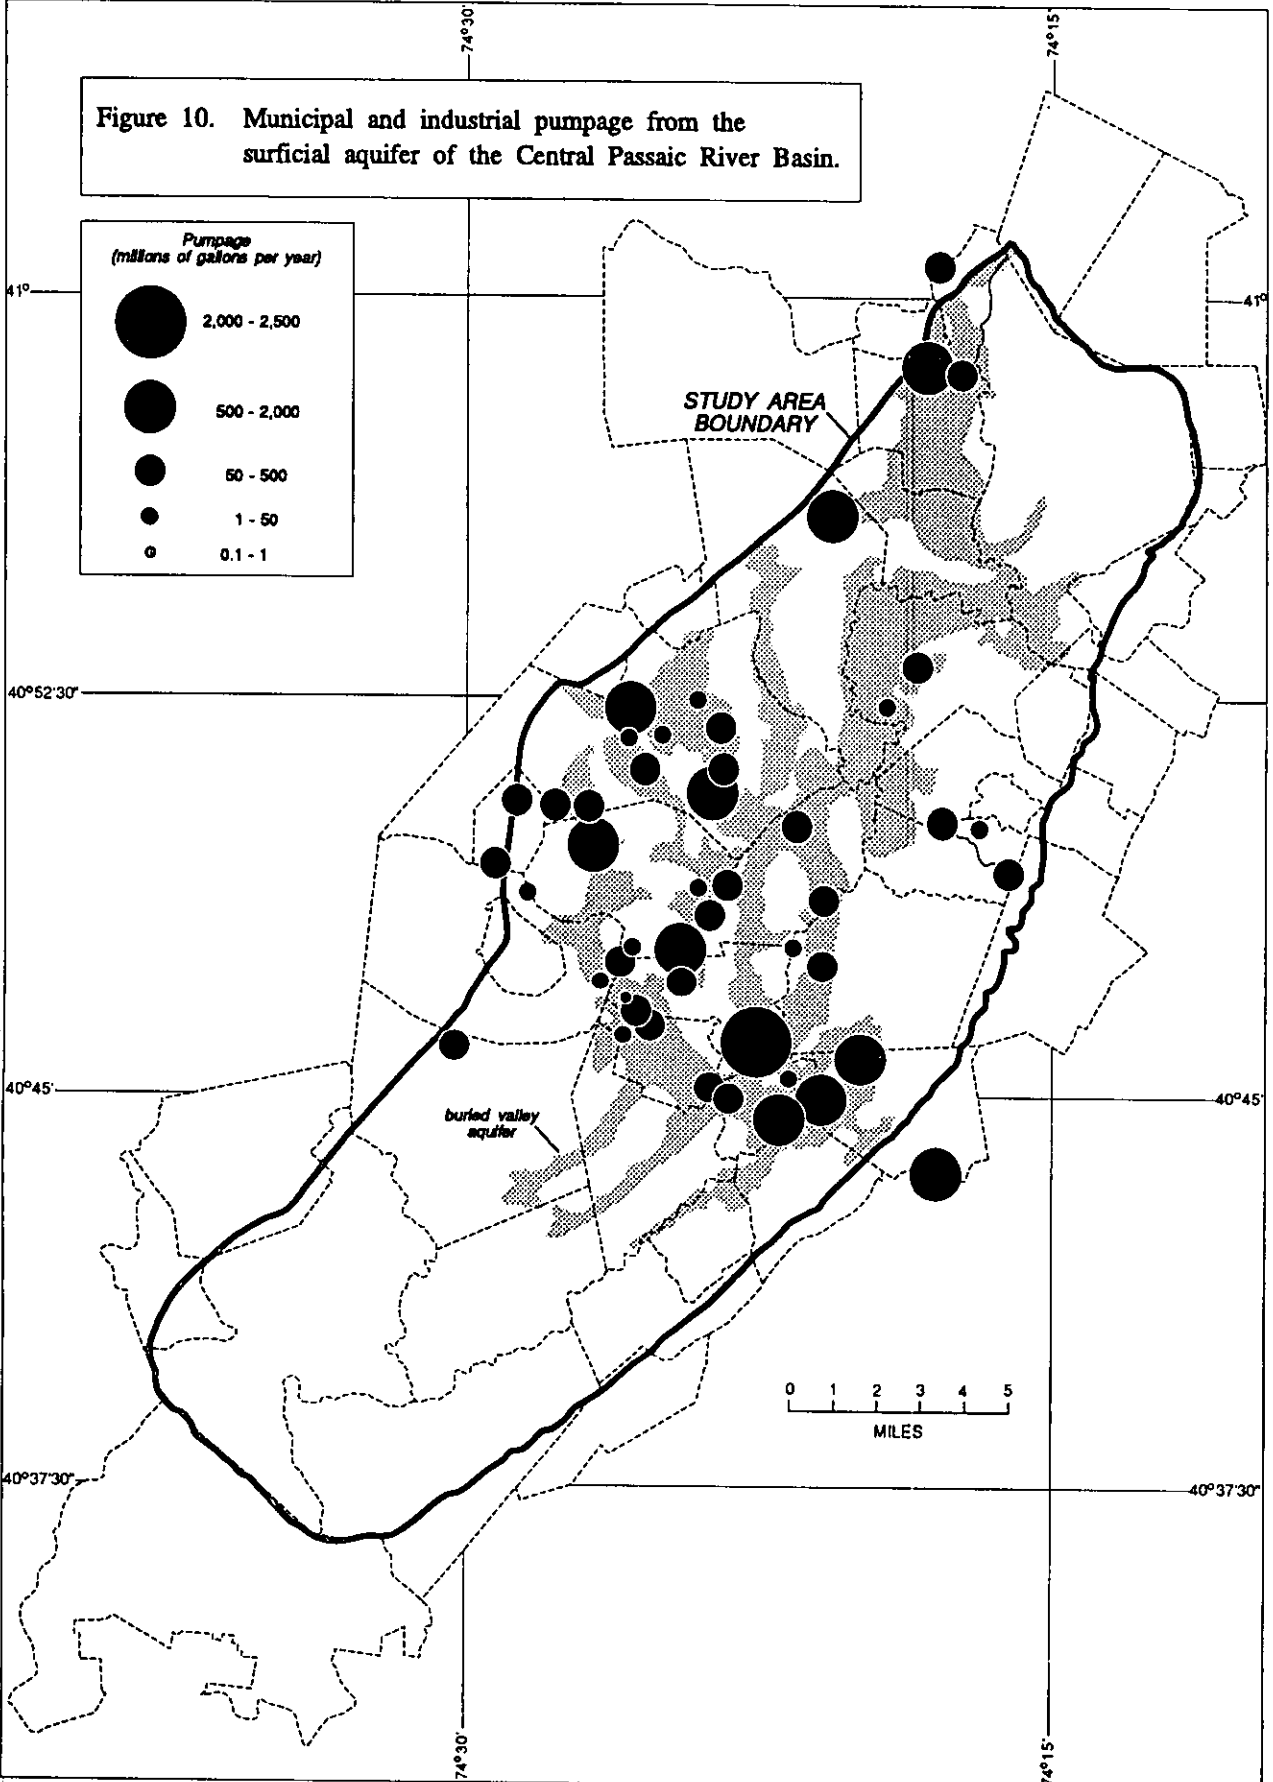 74°30'
74°15'
Figure 10. Municipal and industrial pumpage from the
surficial aquifer of the Central Passaic River Basin.
Pumpage
(millions of gallons per year)
2,000 - 2,500
500 - 2,000
50 - 500
1 - 50
0.1 - 1
41°
41°
STUDY AREA
BOUNDARY
40°52'30"
40°45'
40°45'
buried valley
aquifer
0 1 2 3 4 5
MILES
40°37'30"
40°37'30"
74°30'
74°15'